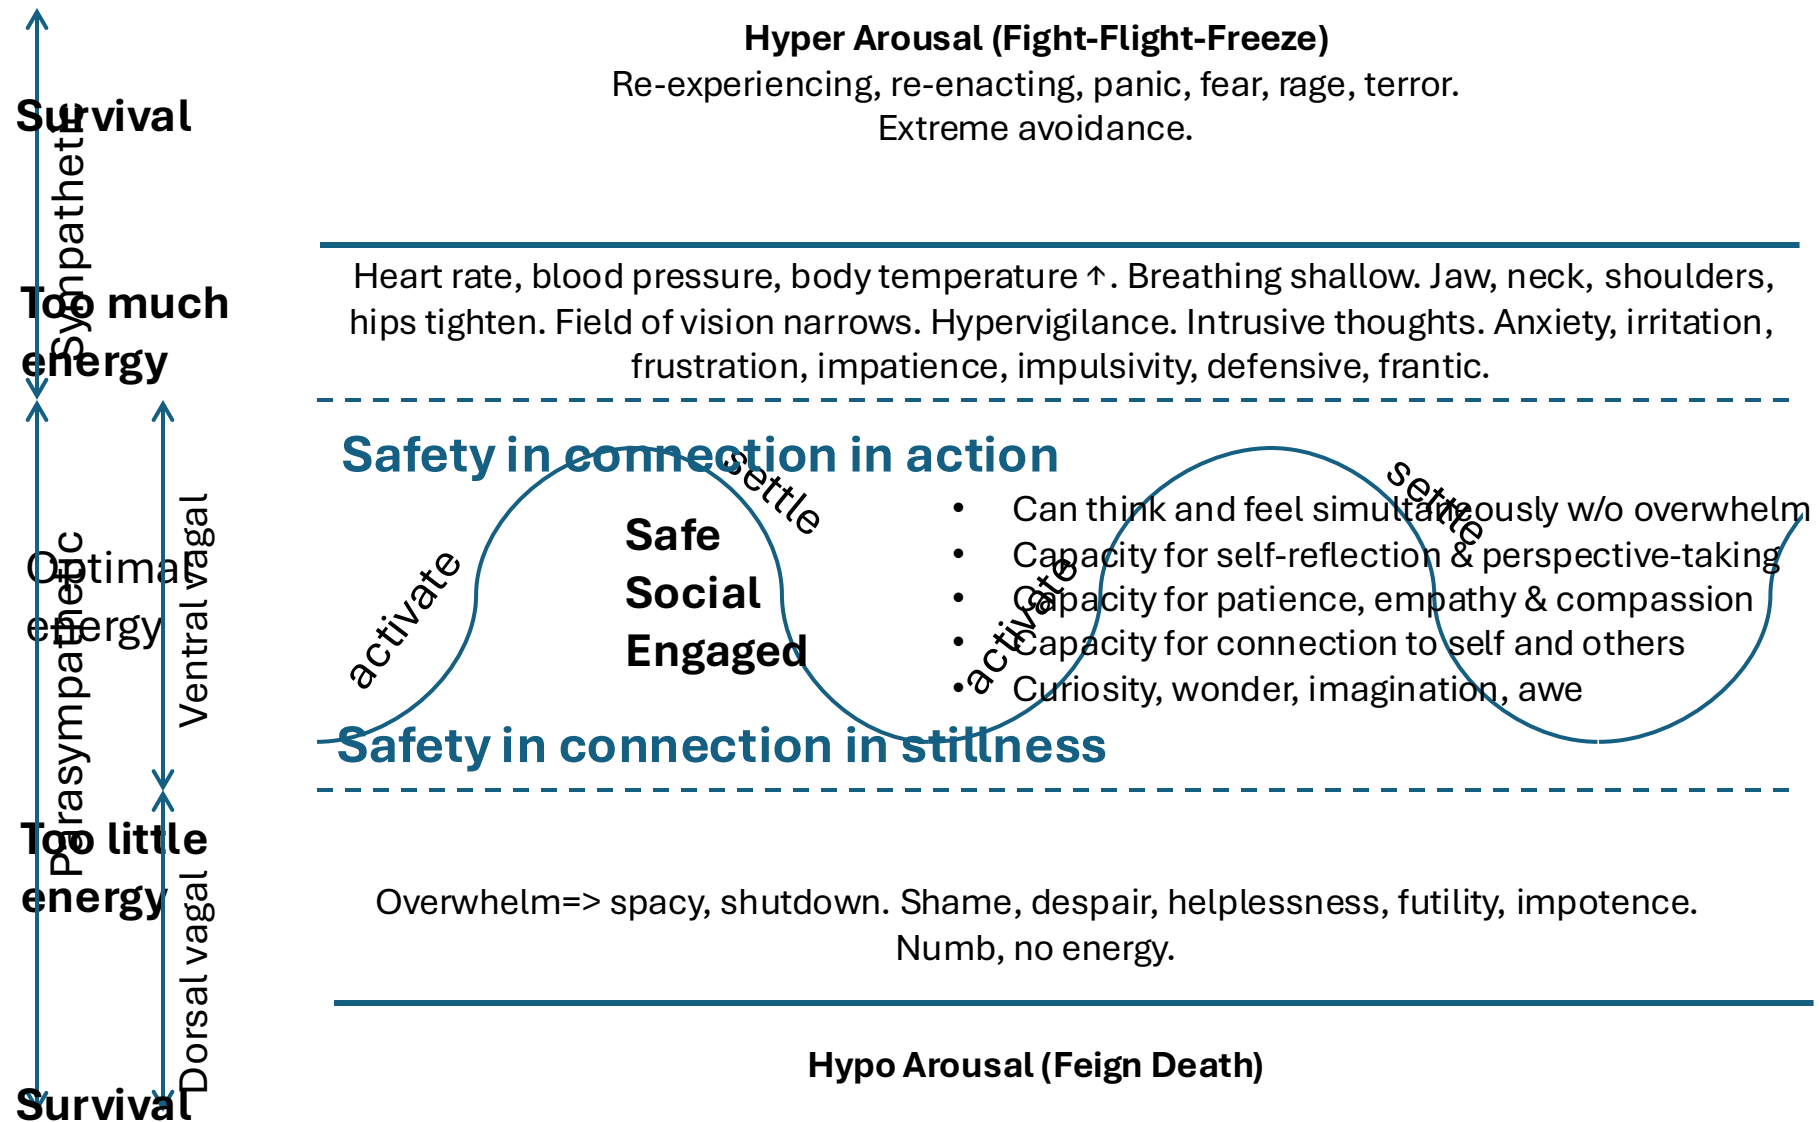 Hyper Arousal (Fight-Flight-Freeze)
Re-experiencing, re-enacting, panic, fear, rage, terror.
Extreme avoidance.
Survival
Sympathetic
Too much
energy
Heart rate, blood pressure, body temperature ↑. Breathing shallow. Jaw, neck, shoulders,
hips tighten. Field of vision narrows. Hypervigilance. Intrusive thoughts. Anxiety, irritation,
frustration, impatience, impulsivity, defensive, frantic.
Safety in connection in action
settle
settle
Safe
Social
Engaged
activate
activate
• Can think and feel simultaneously w/o overwhelm
• Capacity for self-reflection & perspective-taking
• Capacity for patience, empathy & compassion
• Capacity for connection to self and others
• Curiosity, wonder, imagination, awe
Optimal
energy
Parasympathetic
Ventral vagal
Safety in connection in stillness
Too little
energy
Dorsal vagal
Overwhelm=> spacy, shutdown. Shame, despair, helplessness, futility, impotence.
Numb, no energy.
Hypo Arousal (Feign Death)
Survival